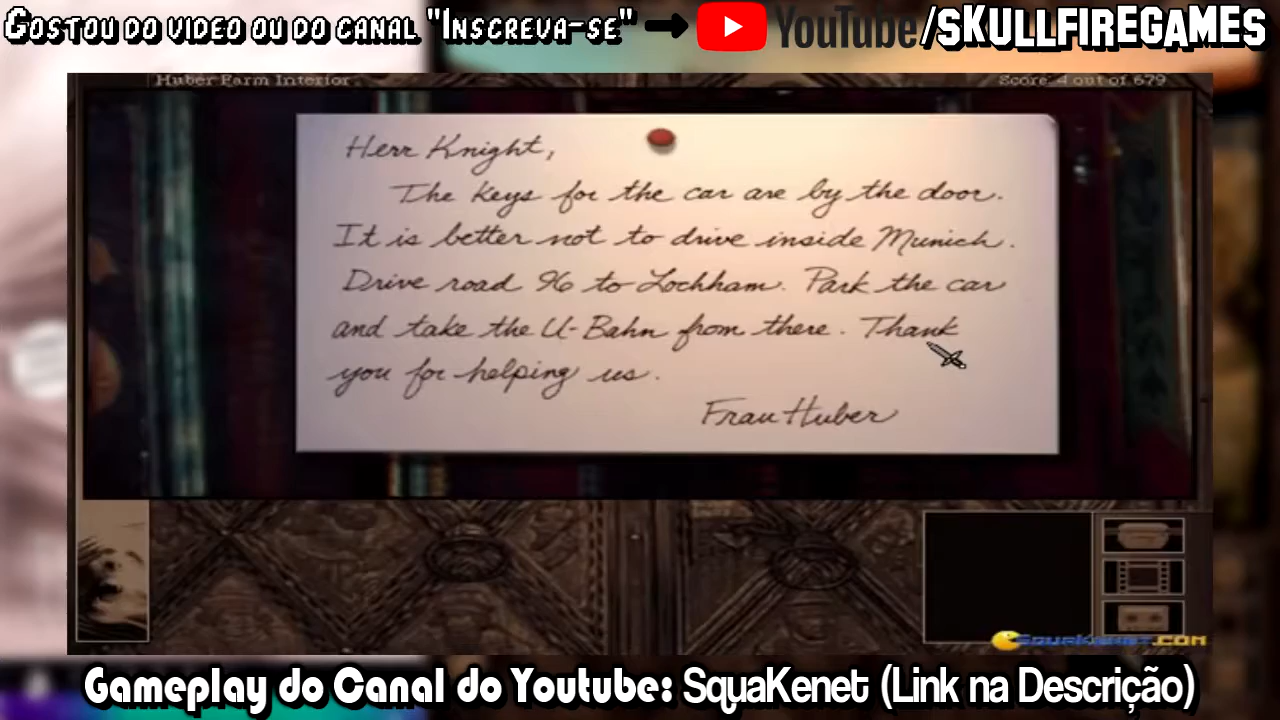 Gostou do video ou do canal "Inscreva-se" YouTube/SKULLFIREGAMES
Huber Farm Interior
Score: 4 out of 679
Herr Knight,
The keys for the car are by the door.
It is better not to drive inside Munich.
Drive road 96 to Lochham. Park the car
and take the U-Bahn from there. Thank
you for helping us.
Frau Huber
SquaKeNet.com
Gameplay do Canal do Youtube: SquaKenet (Link na Descrição)